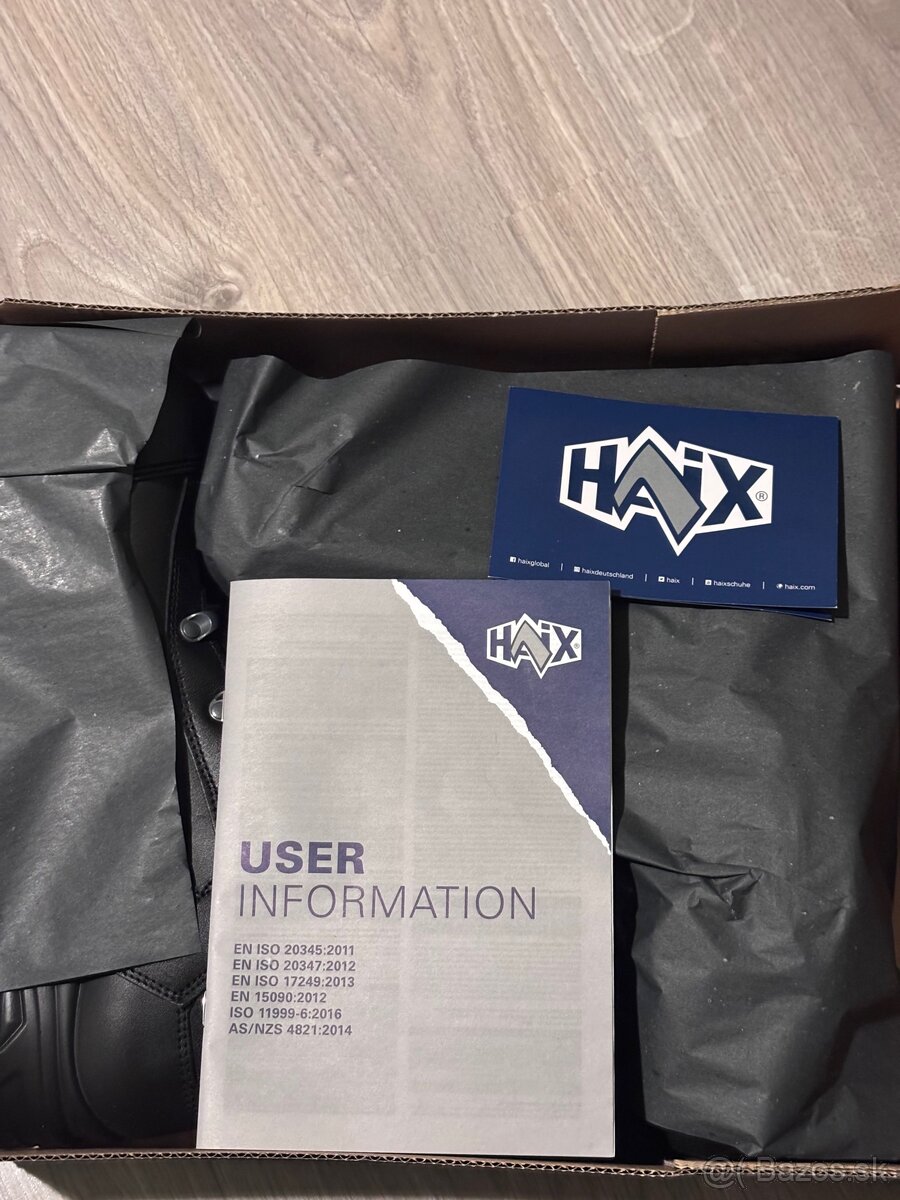 HAIX®
haixglobal | haixdeutschland | haix | haixschuhe | haix.com
HAIX®
USER
INFORMATION
EN ISO 20345:2011
EN ISO 20347:2012
EN ISO 17249:2013
EN 15090:2012
ISO 11999-6:2016
AS/NZS 4821:2014
@( Bazos.sk